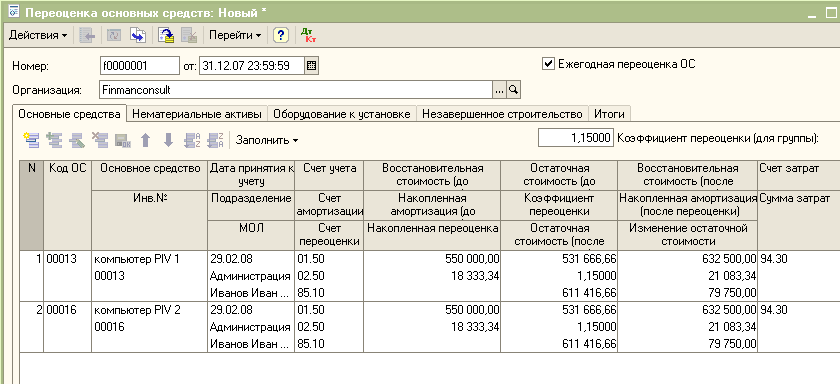 Переоценка основных средств: Новый *
Действия Перейти ? Дт Кт
Номер: f0000001 от: 31.12.07 23:59:59 Ежегодная переоценка ОС
Организация: Finmanconsult ...
Основные средства Нематериальные активы Оборудование к установке Незавершенное строительство Итоги
Заполнить 1,15000 Коэффициент переоценки (для группы):
N Код ОС Основное средство Дата принятия к учету Счет учета Восстановительная стоимость (до Остаточная стоимость (до Восстановительная стоимость (после Счет затрат
Инв.№ Подразделение Счет амортизации Накопленная амортизация (до Коэффициент переоценки Накопленная амортизация (после переоценки) Сумма затрат
МОЛ Счет переоценки Накопленная переоценка Остаточная стоимость (после Изменение остаточной стоимости
1 00013 компьютер PIV 1 29.02.08 01.50 550 000,00 531 666,66 632 500,00 94.30
00013 Администрация 02.50 18 333,34 1,15000 21 083,34
Иванов Иван ... 85.10 611 416,66 79 750,00
2 00016 компьютер PIV 2 29.02.08 01.50 550 000,00 531 666,66 632 500,00 94.30
00016 Администрация 02.50 18 333,34 1,15000 21 083,34
Иванов Иван ... 85.10 611 416,66 79 750,00